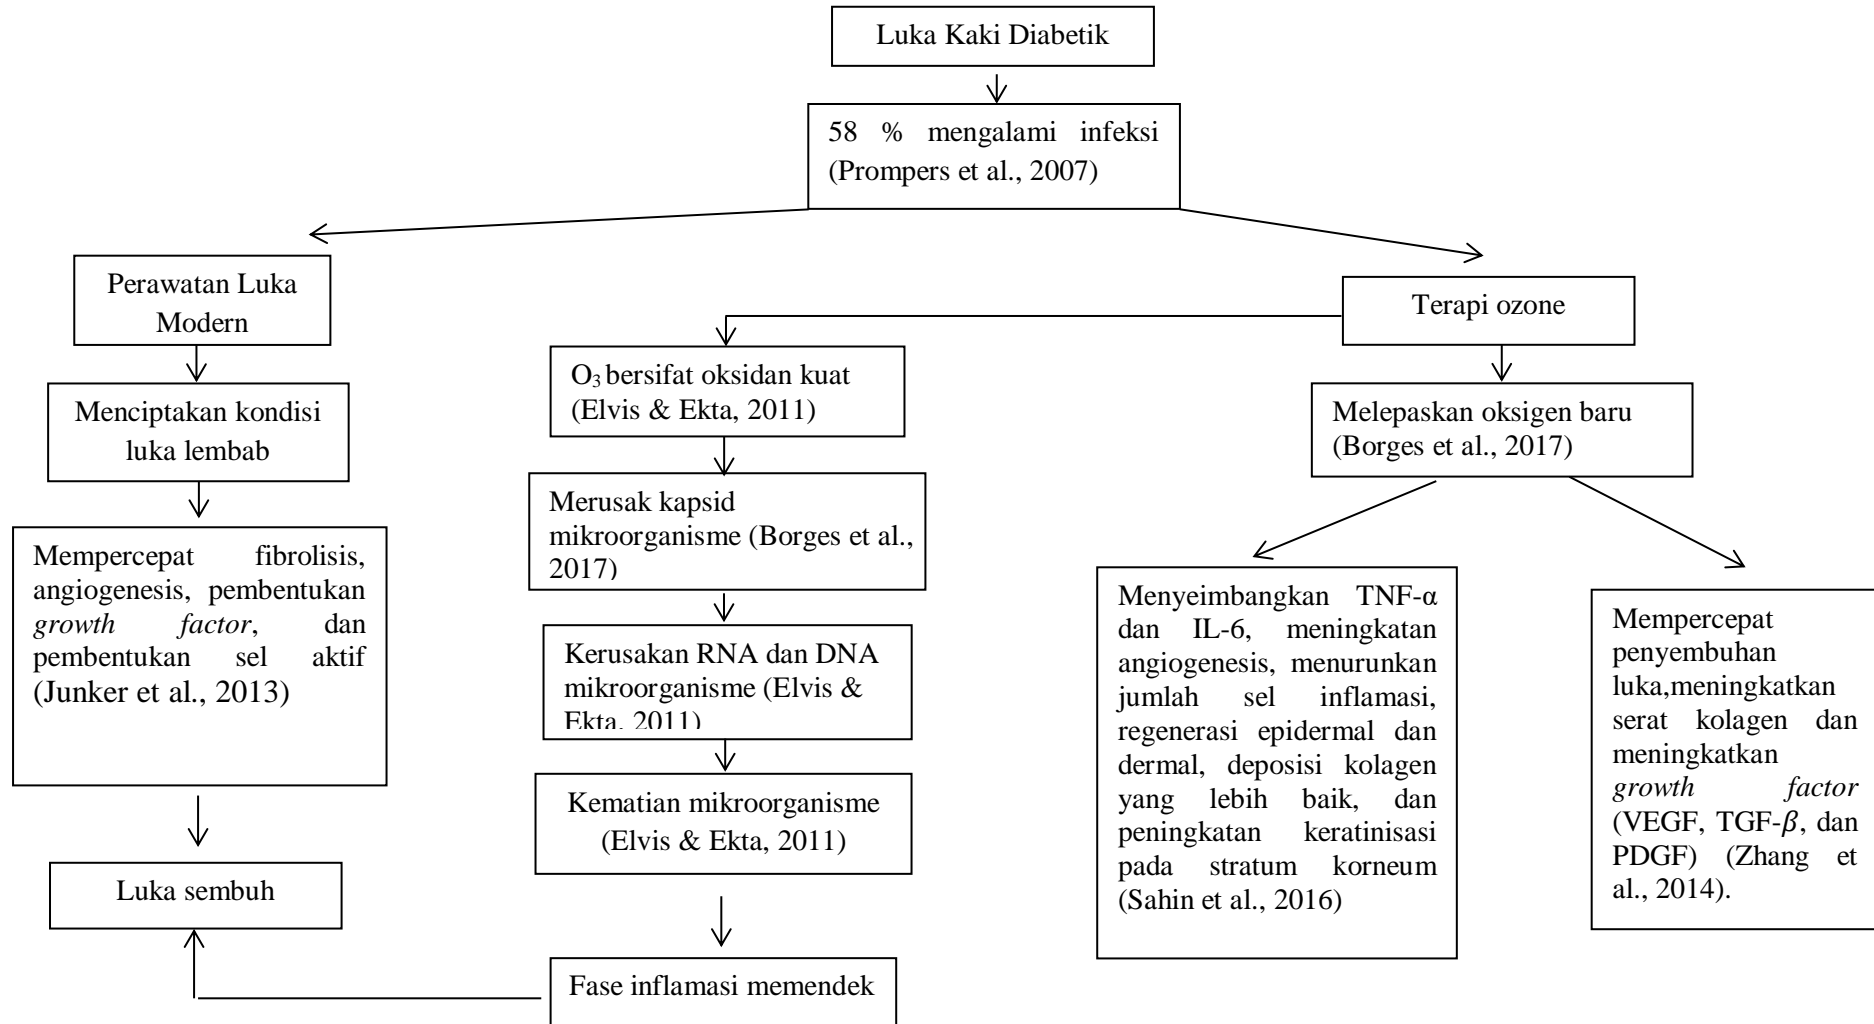 Luka Kaki Diabetik
58 % mengalami infeksi
(Prompers et al., 2007)
Perawatan Luka
Modern
Menciptakan kondisi
luka lembab
Mempercepat fibrolisis,
angiogenesis, pembentukan
growth factor, dan
pembentukan sel aktif
(Junker et al., 2013)
Luka sembuh
Terapi ozone
O₃ bersifat oksidan kuat
(Elvis & Ekta, 2011)
Merusak kapsid
mikroorganisme (Borges et al.,
2017)
Kerusakan RNA dan DNA
mikroorganisme (Elvis &
Ekta, 2011)
Kematian mikroorganisme
(Elvis & Ekta, 2011)
Fase inflamasi memendek
Melepaskan oksigen baru
(Borges et al., 2017)
Menyeimbangkan TNF-α
dan IL-6, meningkatan
angiogenesis, menurunkan
jumlah sel inflamasi,
regenerasi epidermal dan
dermal, deposisi kolagen
yang lebih baik, dan
peningkatan keratinisasi
pada stratum korneum
(Sahin et al., 2016)
Mempercepat
penyembuhan
luka,meningkatkan
serat kolagen dan
meningkatkan
growth factor
(VEGF, TGF-β, dan
PDGF) (Zhang et
al., 2014).